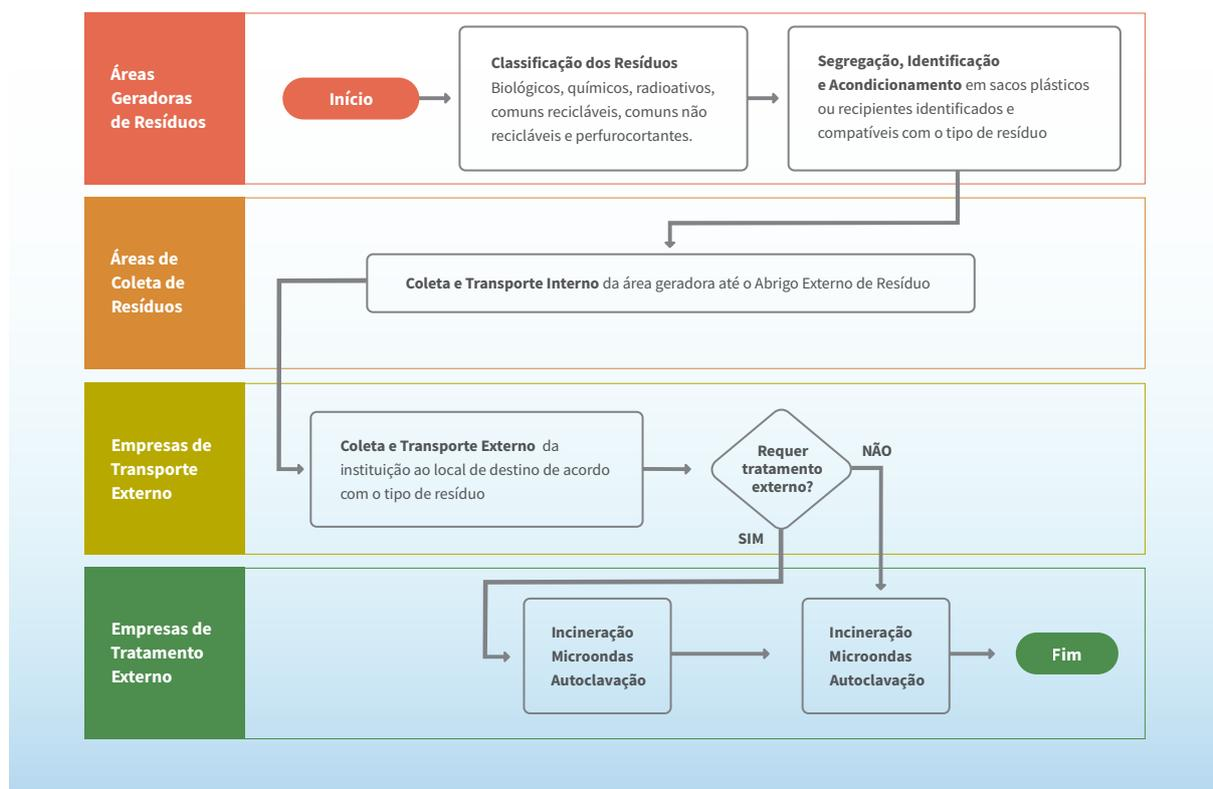 Áreas
Geradoras
de Resíduos
Início
Classificação dos Resíduos
Biológicos, químicos, radioativos,
comuns recicláveis, comuns não
recicláveis e perfurocortantes.
Segregação, Identificação
e Acondicionamento em sacos plásticos
ou recipientes identificados e
compatíveis com o tipo de resíduo
Áreas de
Coleta de
Resíduos
Coleta e Transporte Interno da área geradora até o Abrigo Externo de Resíduo
Empresas de
Transporte
Externo
Coleta e Transporte Externo da
instituição ao local de destino de acordo
com o tipo de resíduo
Requer
tratamento
externo?
NÃO
SIM
Empresas de
Tratamento
Externo
Incineração
Microondas
Autoclavação
Incineração
Microondas
Autoclavação
Fim